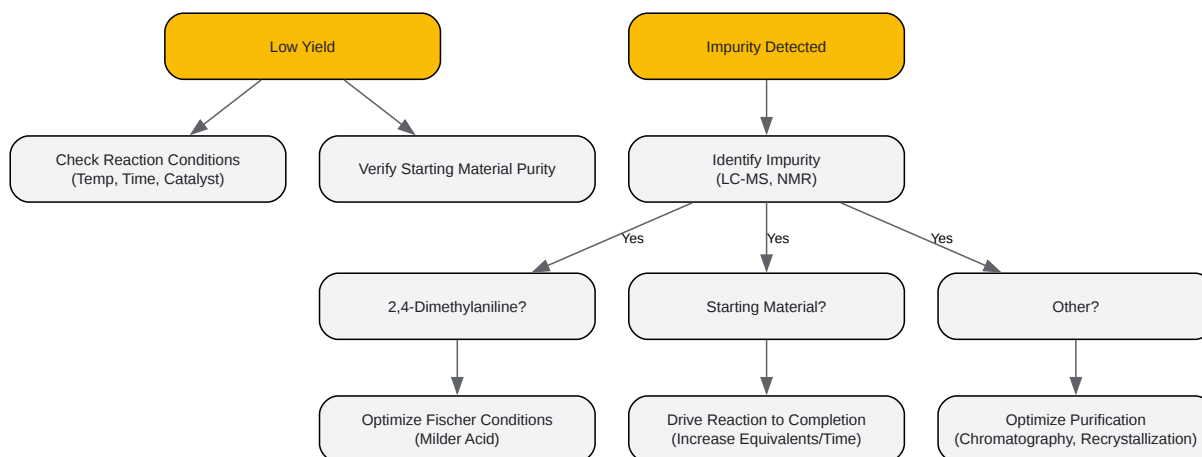 Low Yield
Impurity Detected
Check Reaction Conditions
(Temp, Time, Catalyst)
Verify Starting Material Purity
Identify Impurity
(LC-MS, NMR)
Yes
Yes
Yes
2,4-Dimethylaniline?
Starting Material?
Other?
Optimize Fischer Conditions
(Milder Acid)
Drive Reaction to Completion
(Increase Equivalents/Time)
Optimize Purification
(Chromatography, Recrystallization)